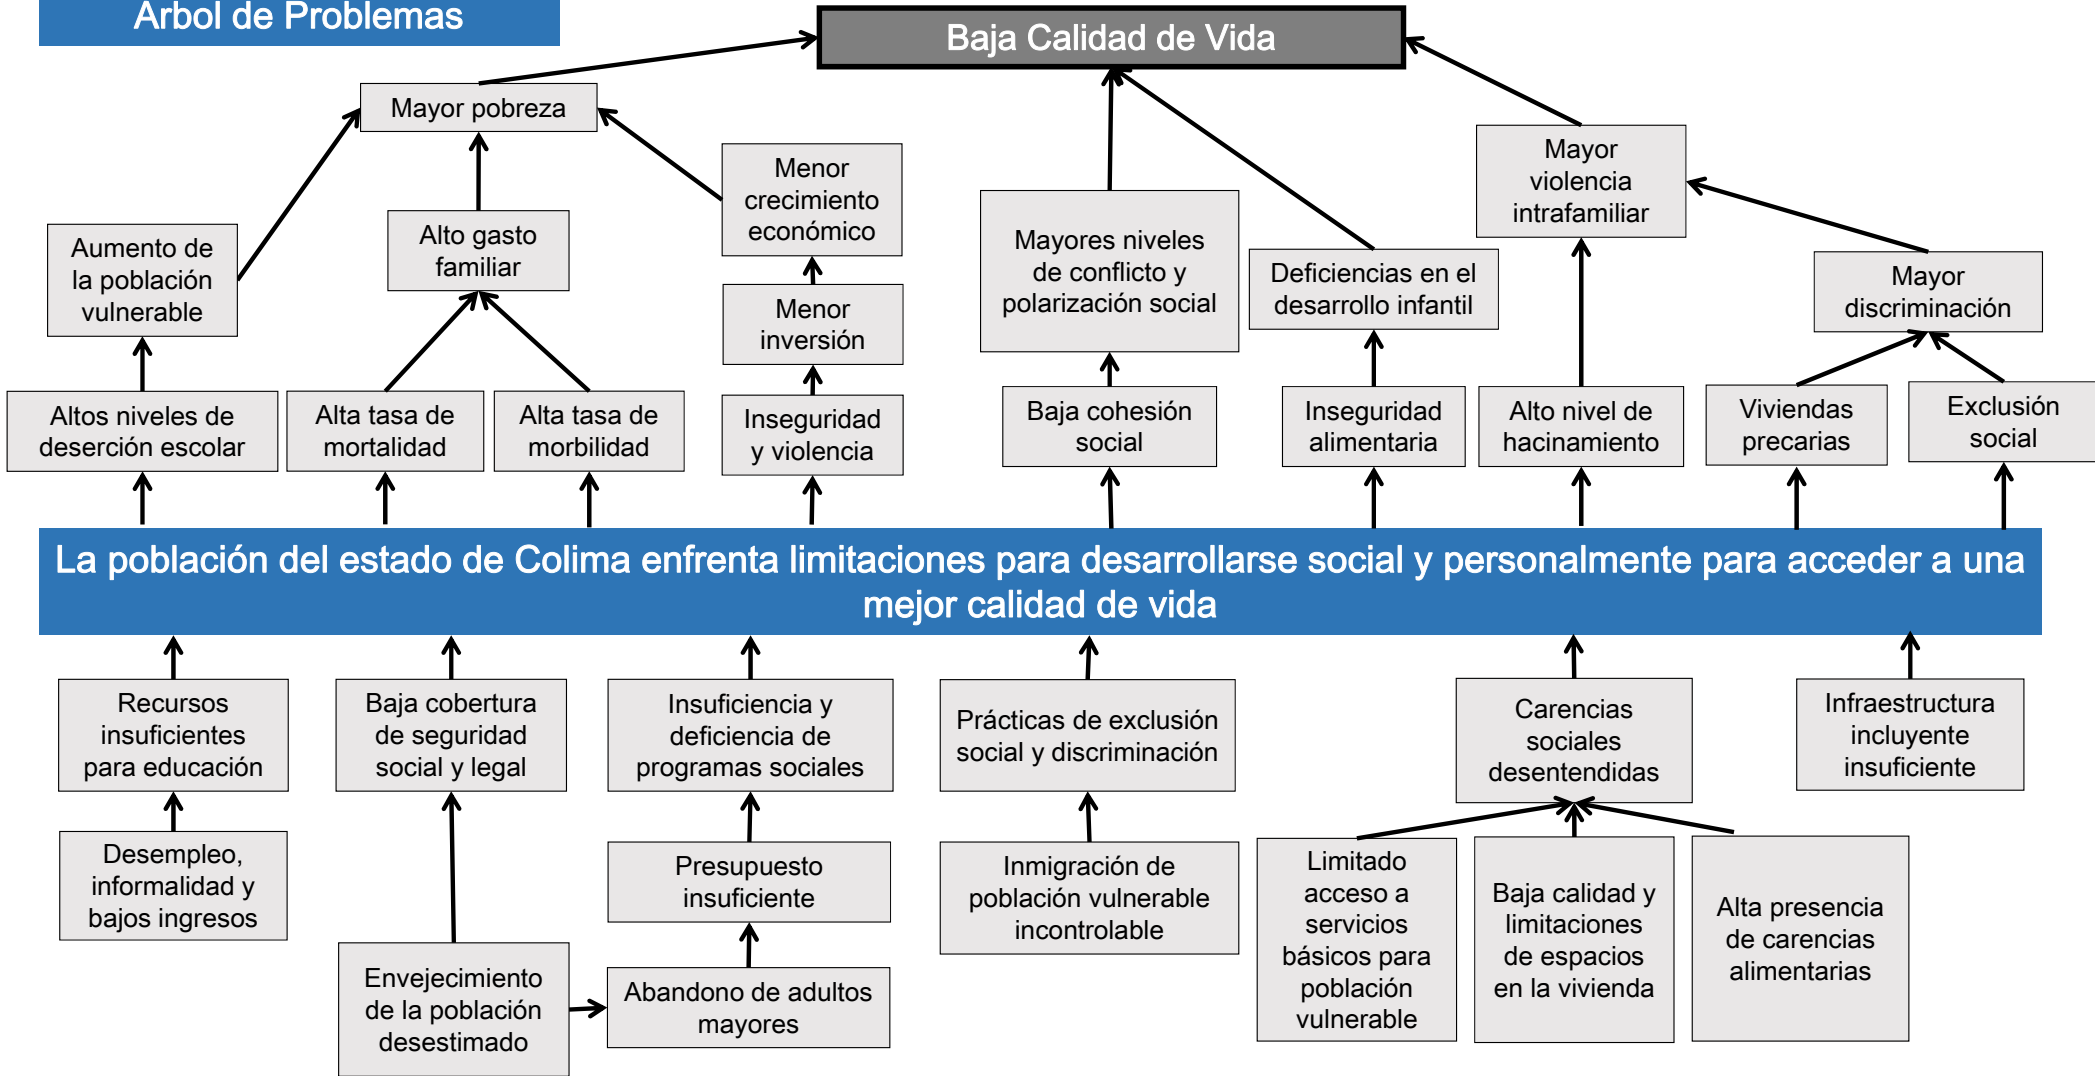 Árbol de Problemas
Baja Calidad de Vida
Mayor pobreza
Menor
crecimiento
económico
Mayor
violencia
intrafamiliar
Aumento de
la población
vulnerable
Alto gasto
familiar
Menor
inversión
Mayores niveles
de conflicto y
polarización social
Deficiencias en el
desarrollo infantil
Mayor
discriminación
Altos niveles de
deserción escolar
Alta tasa de
mortalidad
Alta tasa de
morbilidad
Inseguridad
y violencia
Baja cohesión
social
Inseguridad
alimentaria
Alto nivel de
hacinamiento
Viviendas
precarias
Exclusión
social
La población del estado de Colima enfrenta limitaciones para desarrollarse social y personalmente para acceder a una
mejor calidad de vida
Recursos
insuficientes
para educación
Baja cobertura
de seguridad
social y legal
Insuficiencia y
deficiencia de
programas sociales
Prácticas de exclusión
social y discriminación
Carencias
sociales
desentendidas
Infraestructura
incluyente
insuficiente
Desempleo,
informalidad y
bajos ingresos
Presupuesto
insuficiente
Inmigración de
población vulnerable
incontrolable
Limitado
acceso a
servicios
básicos para
población
vulnerable
Baja calidad y
limitaciones
de espacios
en la vivienda
Alta presencia
de carencias
alimentarias
Envejecimiento
de la población
desestimado
Abandono de adultos
mayores